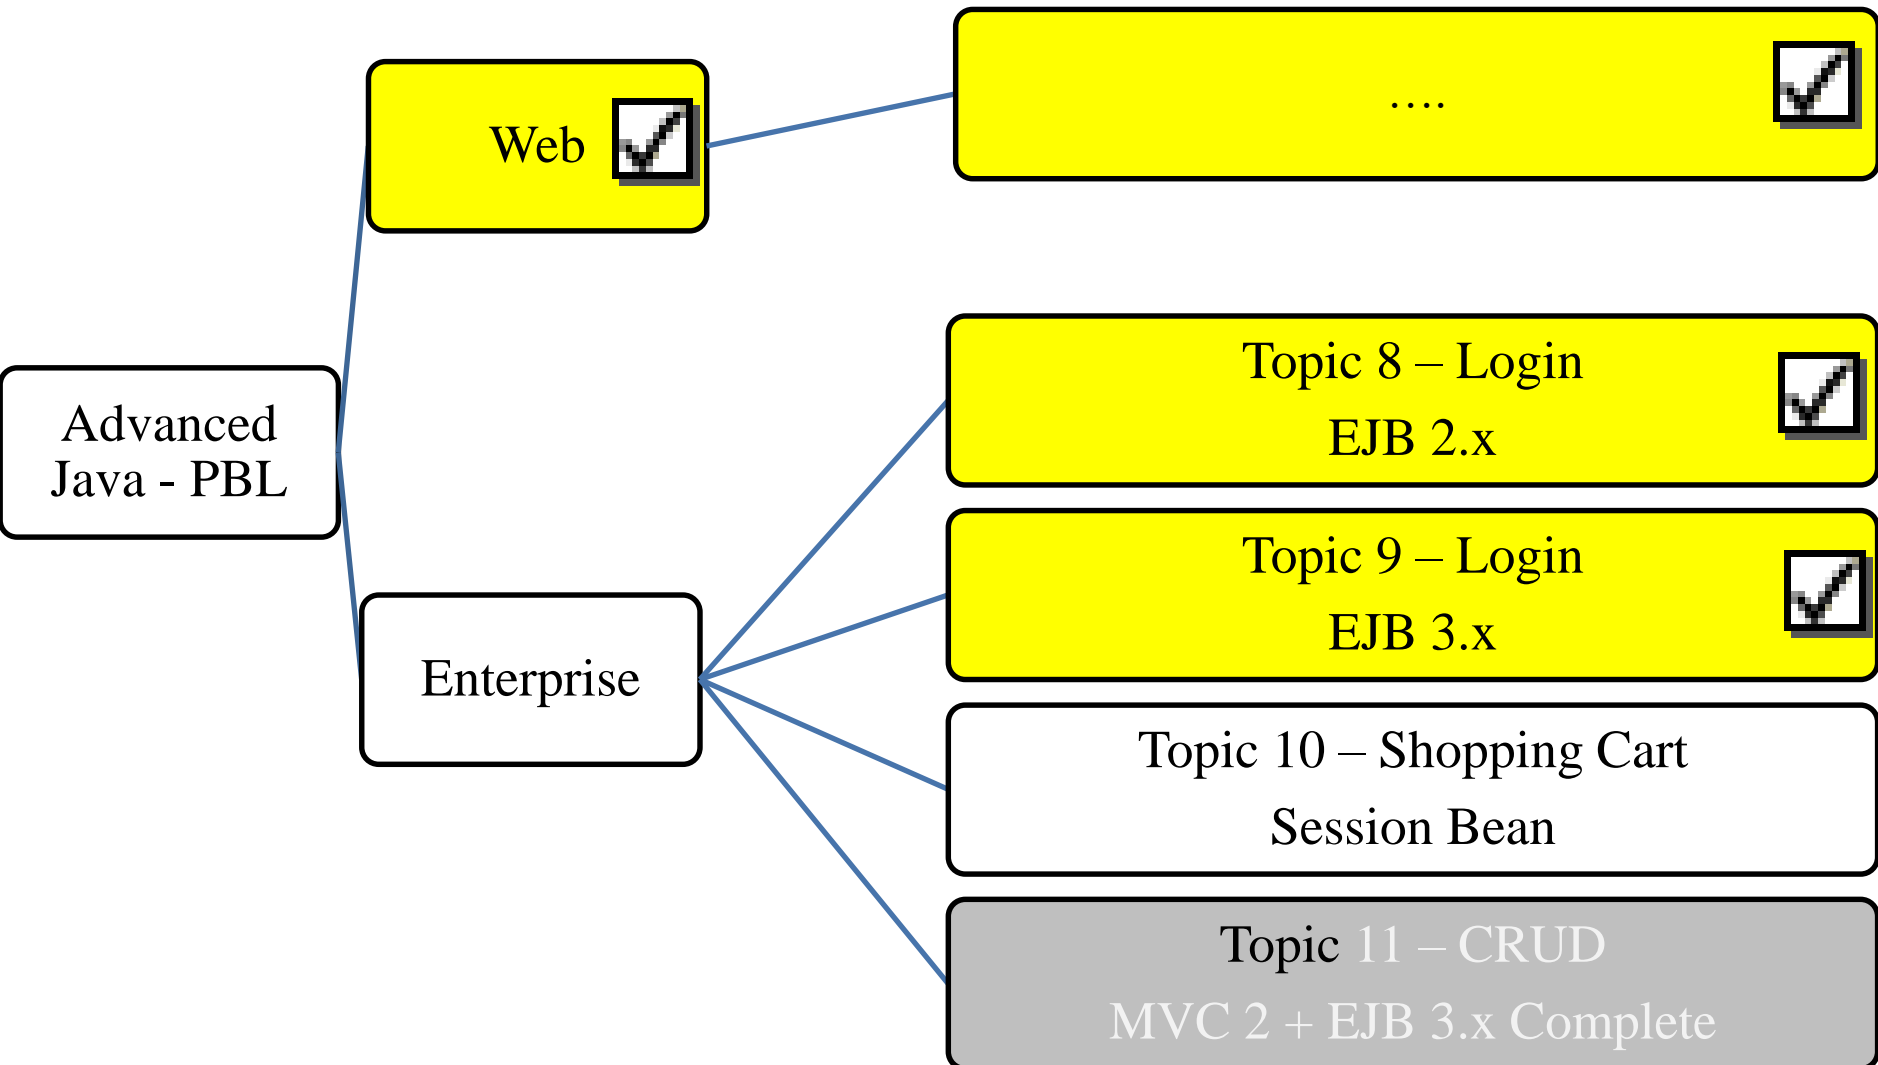 ….
Web
Advanced
Java - PBL
Topic 8 – Login
EJB 2.x
Topic 9 – Login
EJB 3.x
Enterprise
Topic 10 – Shopping Cart
Session Bean
Topic 11 – CRUD
MVC 2 + EJB 3.x Complete